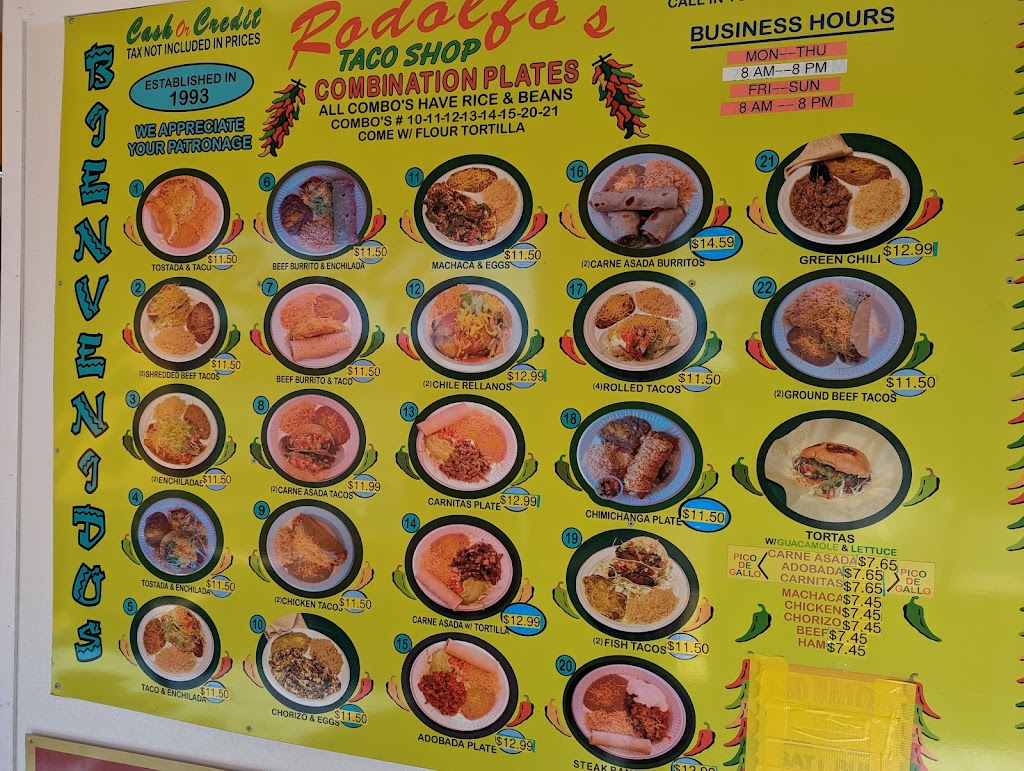 Cash Or Credit
TAX NOT INCLUDED IN PRICES
ESTABLISHED IN
1993
WE APPRECIATE
YOUR PATRONAGE
BIENVENIDOS
Rodolfo's
TACO SHOP
COMBINATION PLATES
ALL COMBO'S HAVE RICE & BEANS
COMBO'S # 10-11-12-13-14-15-20-21
COME W/ FLOUR TORTILLA
CALL IN
BUSINESS HOURS
MON--THU
8 AM--8 PM
FRI--SUN
8 AM -- 8 PM
1
TOSTADA & TACO
$11.50
2
(2)SHREDDED BEEF TACOS
$11.50
3
(2)ENCHILADAS
$11.50
4
TOSTADA & ENCHILADA
$11.50
5
TACO & ENCHILADA
$11.50
6
BEEF BURRITO & ENCHILADA
$11.50
7
BEEF BURRITO & TACO
$11.50
8
(2)CARNE ASADA TACOS
$11.99
9
(2)CHICKEN TACOS
$11.50
10
CHORIZO & EGGS
$11.50
11
MACHACA & EGGS
$11.50
12
(2)CHILE RELLANOS
$12.99
13
CARNITAS PLATE
$12.99
14
CARNE ASADA W/ TORTILLA
$12.99
15
ADOBADA PLATE
$12.99
16
(2)CARNE ASADA BURRITOS
$14.59
17
(4)ROLLED TACOS
$11.50
18
CHIMICHANGA PLATE
$11.50
19
(2) FISH TACOS
$11.50
20
STEAK
21
GREEN CHILI
$12.99
22
(2)GROUND BEEF TACOS
$11.50
TORTAS
W/GUACAMOLE & LETTUCE
PICO DE GALLO
CARNE ASADA $7.65
ADOBADA $7.65
CARNITAS $7.65
PICO DE GALLO
MACHACA $7.45
CHICKEN $7.45
CHORIZO $7.45
BEEF $7.45
HAM $7.45